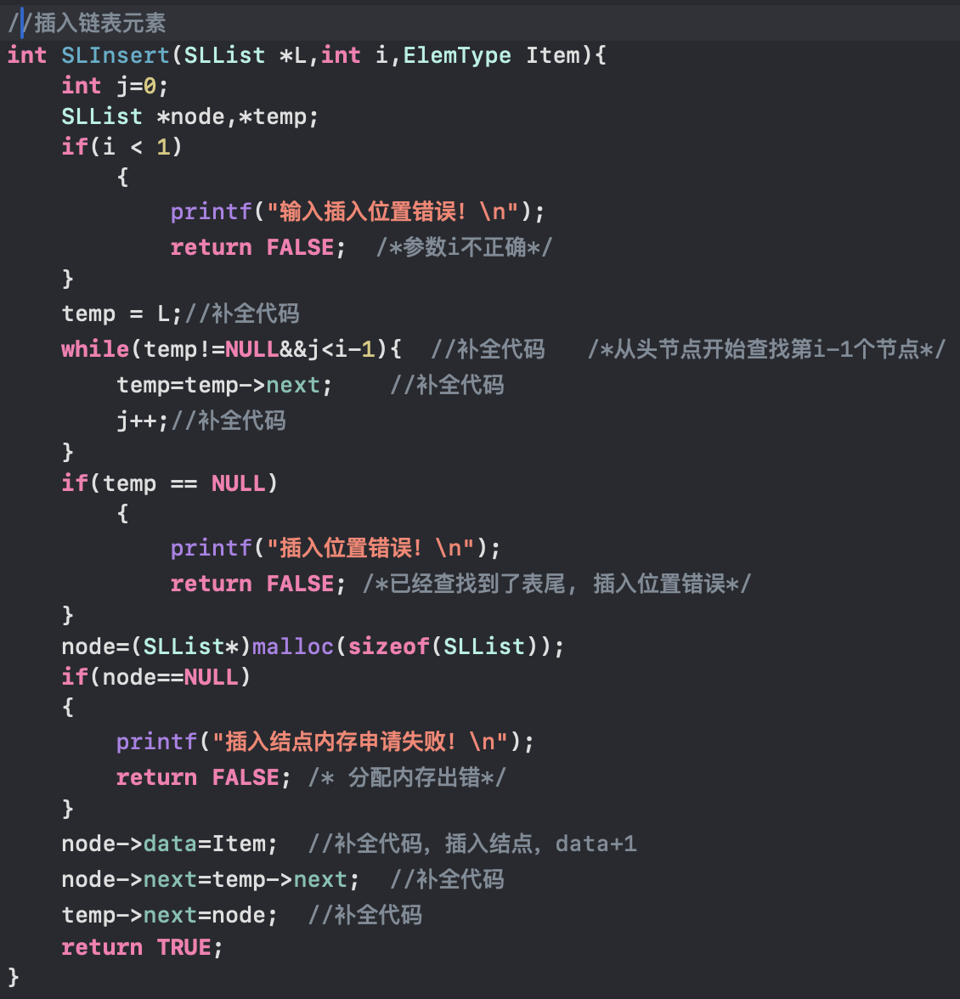 //插入链表元素
int SLInsert(SLList *L,int i,ElemType Item){
    int j=0;
    SLList *node,*temp;
    if(i < 1)
        {
            printf("输入插入位置错误！\n");
            return FALSE;  /*参数i不正确*/
    }
    temp = L;//补全代码
    while(temp!=NULL&&j<i-1){  //补全代码   /*从头节点开始查找第i-1个节点*/
        temp=temp->next;    //补全代码
        j++;//补全代码
    }
    if(temp == NULL)
        {
            printf("插入位置错误！\n");
            return FALSE; /*已经查找到了表尾，插入位置错误*/
    }
    node=(SLList*)malloc(sizeof(SLList));
    if(node==NULL)
    {
        printf("插入结点内存申请失败！\n");
        return FALSE; /* 分配内存出错*/
    }
    node->data=Item;  //补全代码，插入结点，data+1
    node->next=temp->next;  //补全代码
    temp->next=node;  //补全代码
    return TRUE;
}